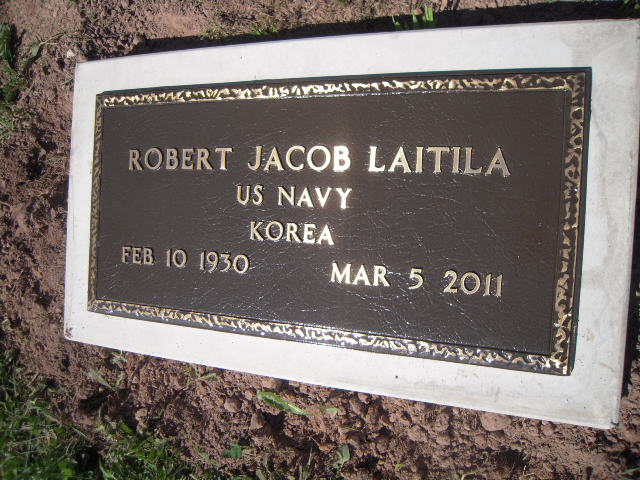 ROBERT JACOB LAITILA
US NAVY
KOREA
FEB 10 1930 MAR 5 2011